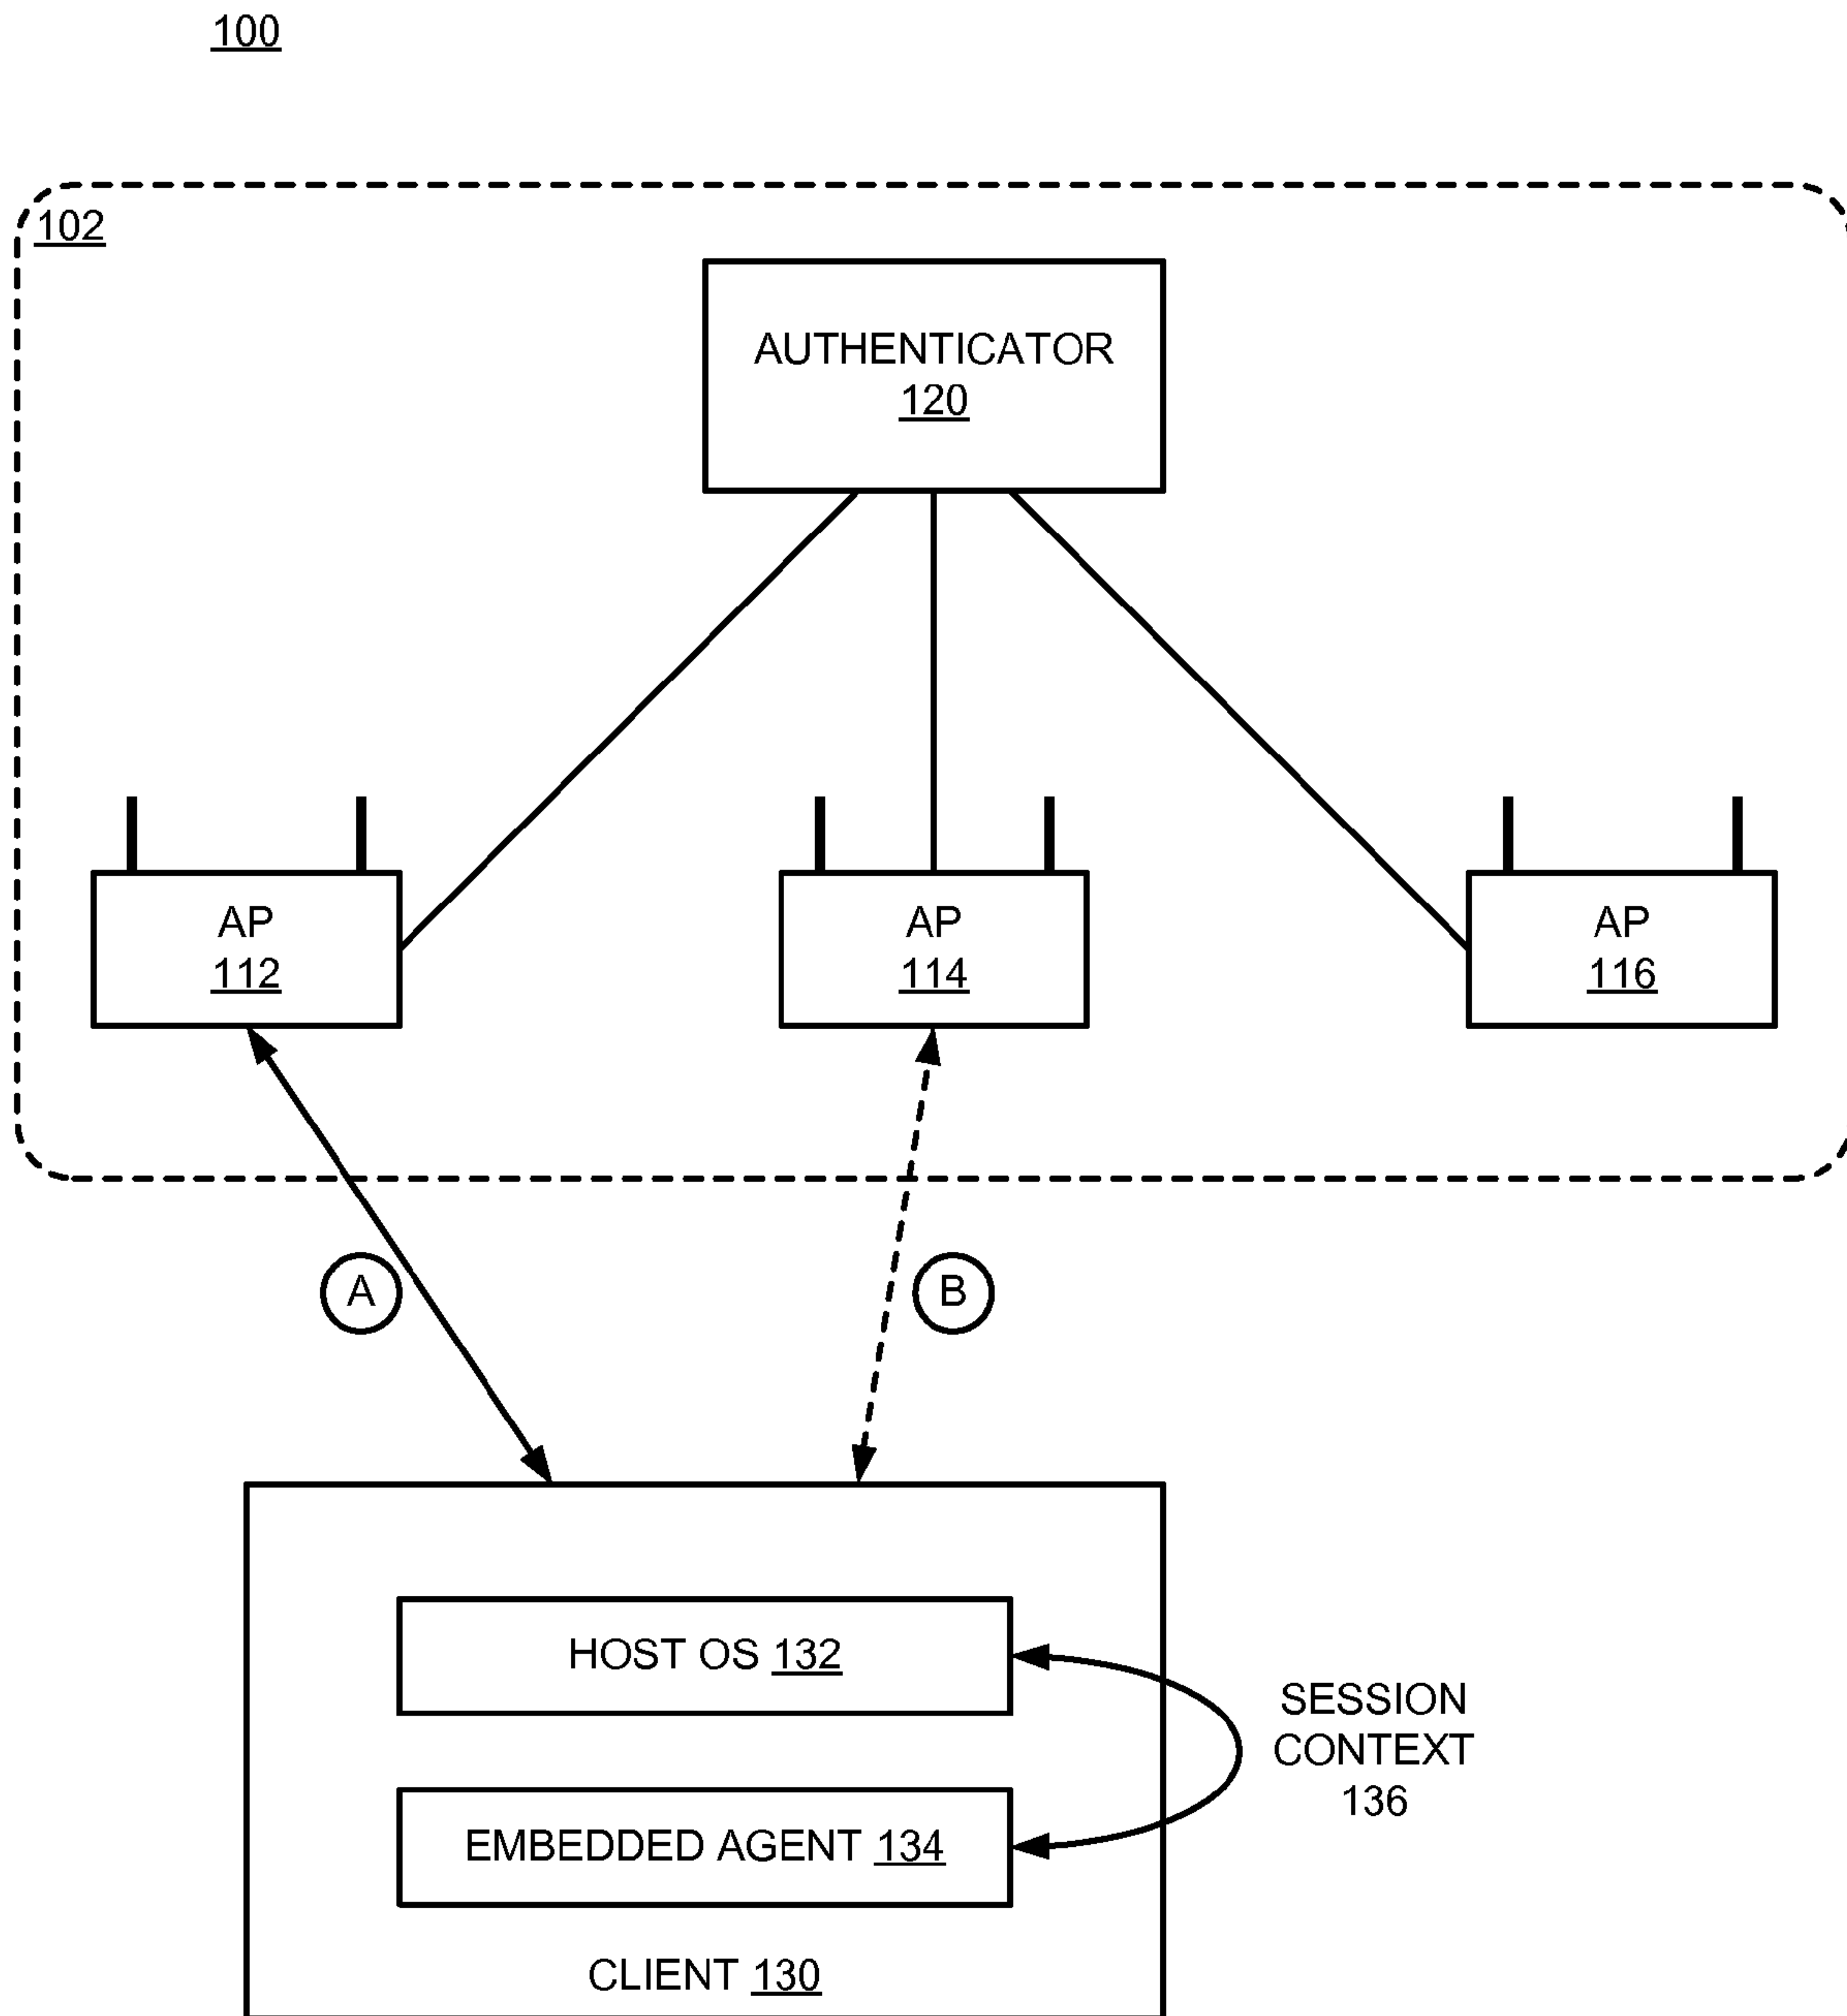 100
102
AUTHENTICATOR
120
AP
112
AP
114
AP
116
A
B
HOST OS 132
SESSION
CONTEXT
136
EMBEDDED AGENT 134
CLIENT 130